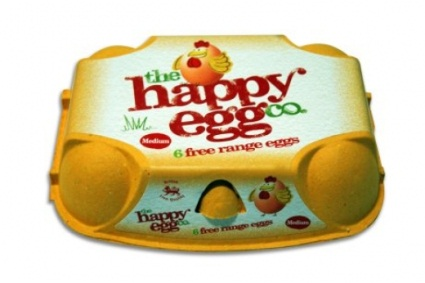 the
happy
egg co.
Medium
6 free range eggs
the
happy
egg co.
6 free range eggs
Medium